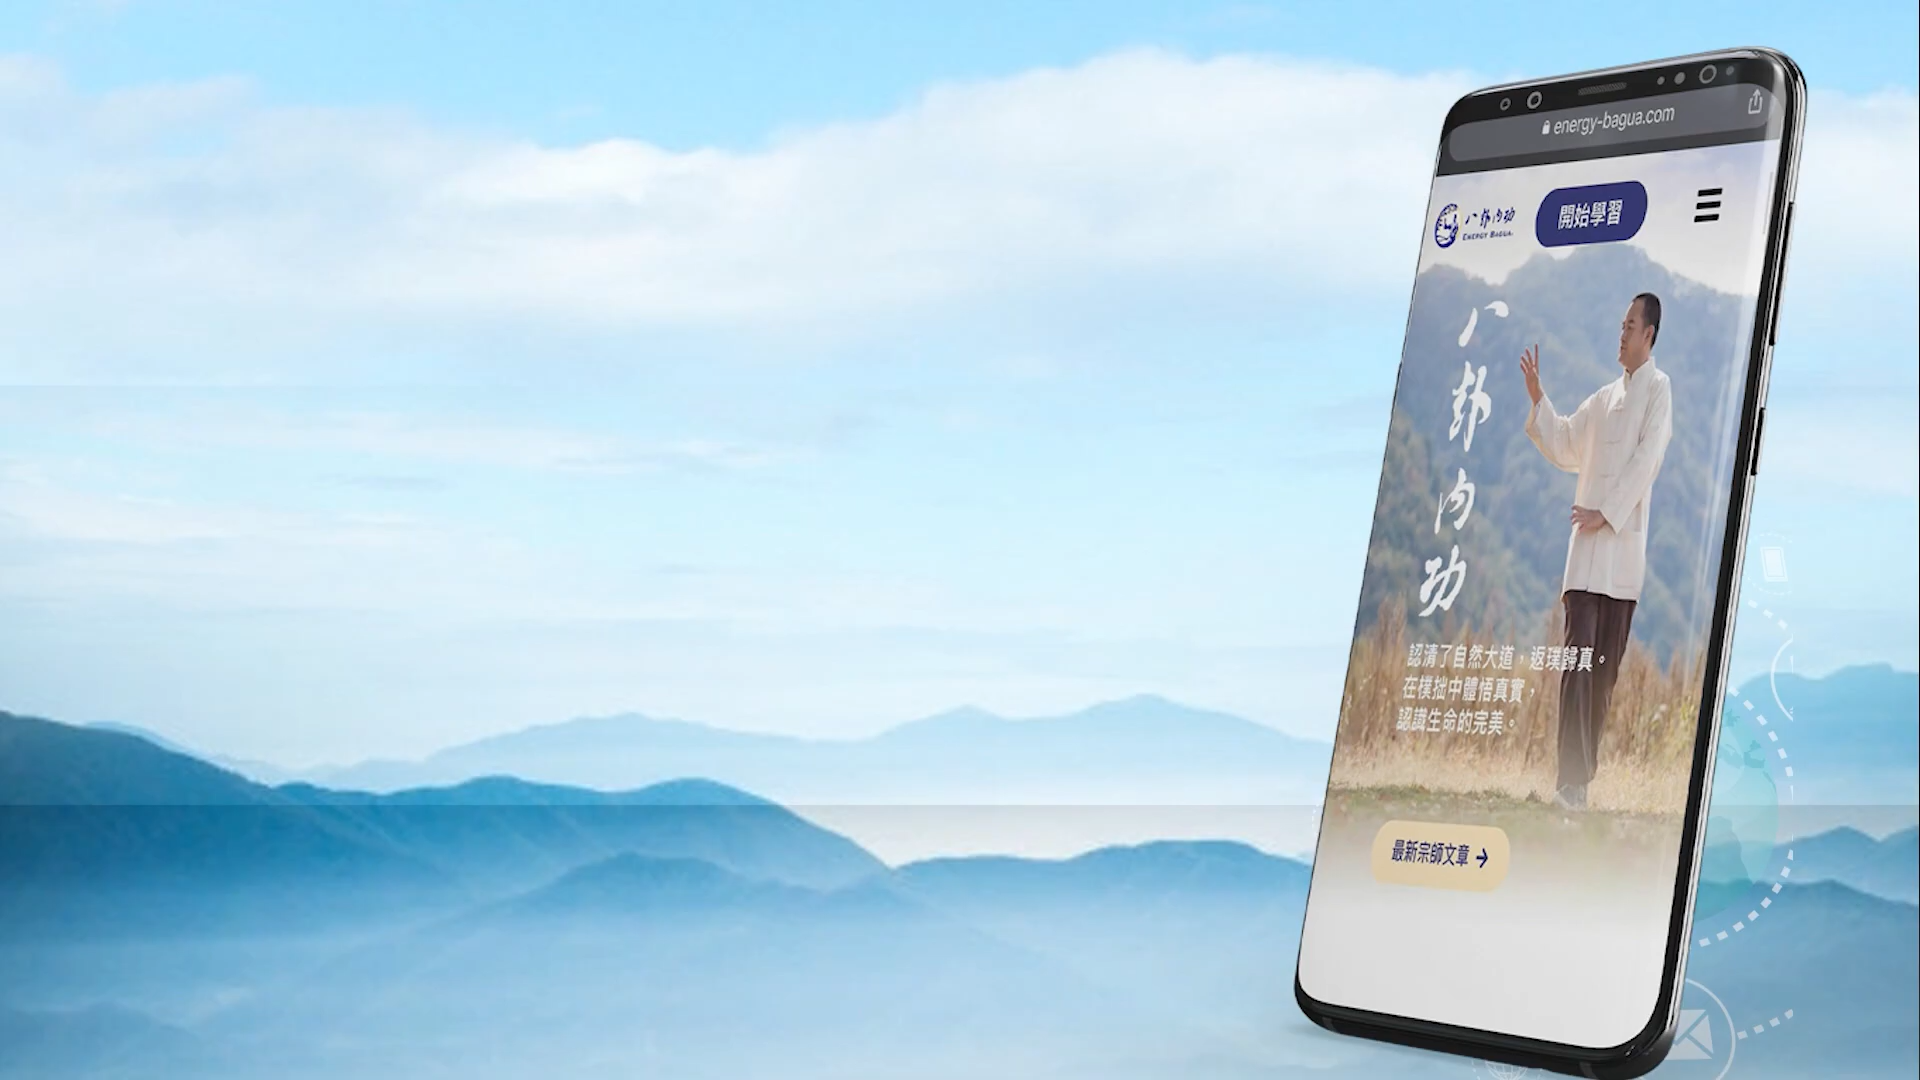 energy-bagua.com
八卦內功
ENERGY BAGUA
開始學習
八卦內功
認清了自然大道，返璞歸真。
在樸拙中體悟真實，
認識生命的完美。
最新宗師文章 →